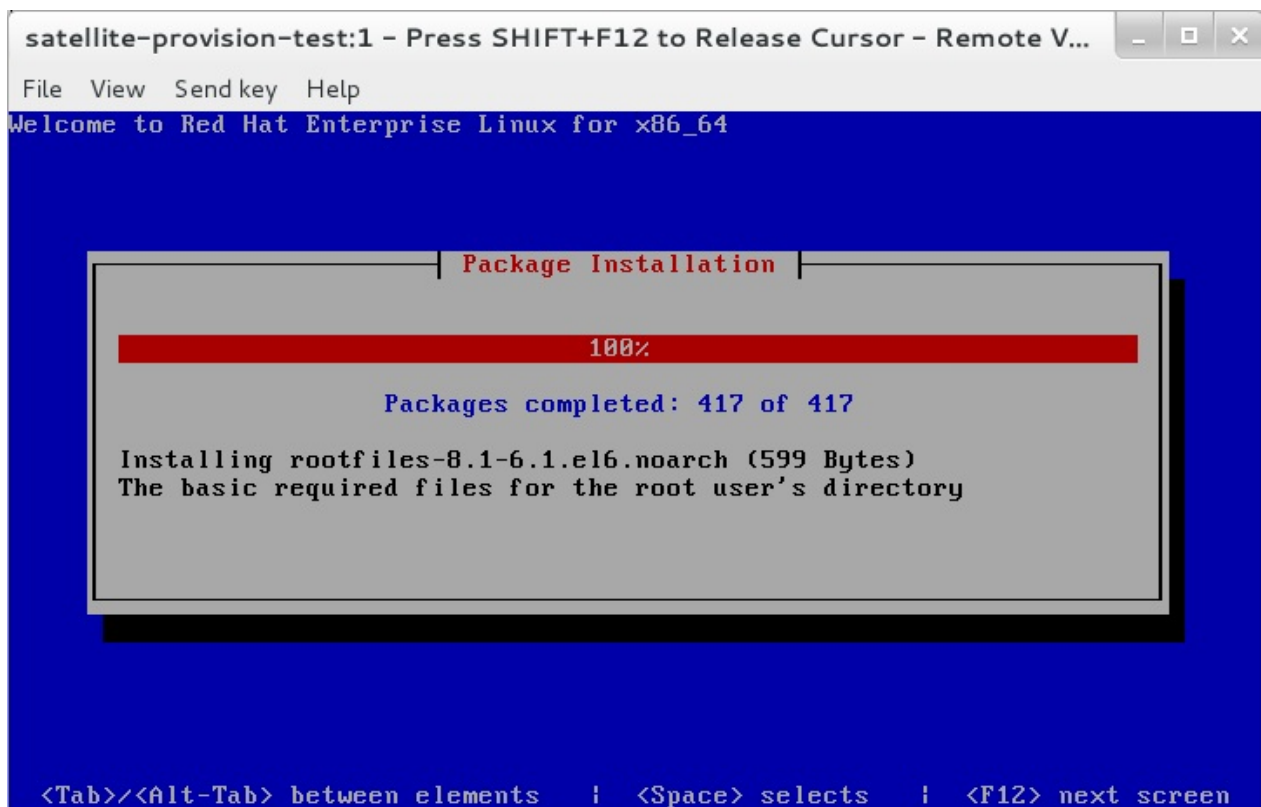 satellite-provision-test:1 - Press SHIFT+F12 to Release Cursor - Remote V...
File View Send key Help
Welcome to Red Hat Enterprise Linux for x86_64
Package Installation
100%
Packages completed: 417 of 417
Installing rootfiles-8.1-6.1.el6.noarch (599 Bytes)
The basic required files for the root user's directory
<Tab>/<Alt-Tab> between elements | <Space> selects | <F12> next screen